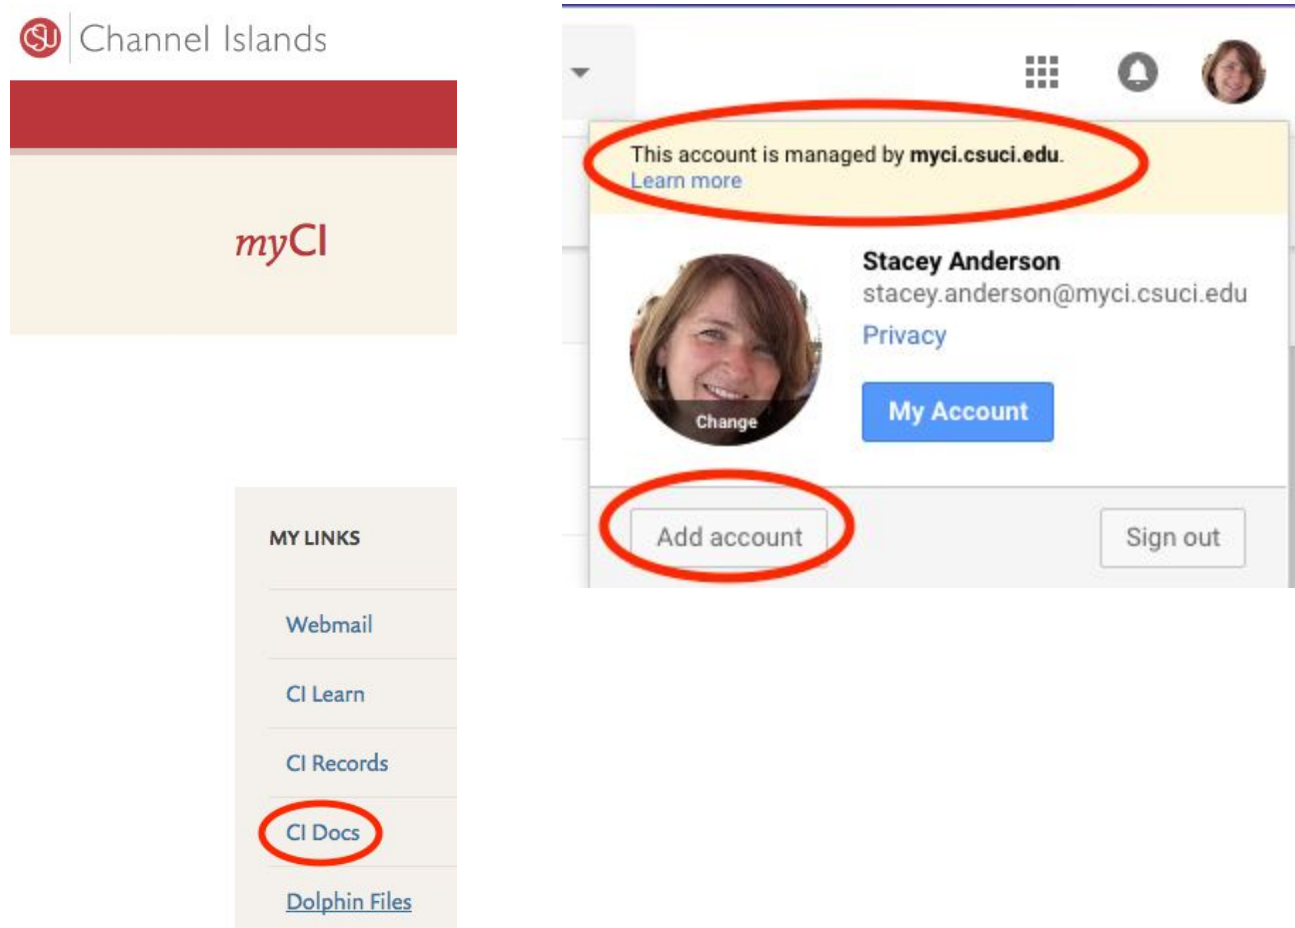 CSU Channel Islands
myCI
MY LINKS
Webmail
CI Learn
CI Records
CI Docs
Dolphin Files
This account is managed by myci.csuci.edu.
Learn more
Stacey Anderson
stacey.anderson@myci.csuci.edu
Privacy
Change
My Account
Add account
Sign out